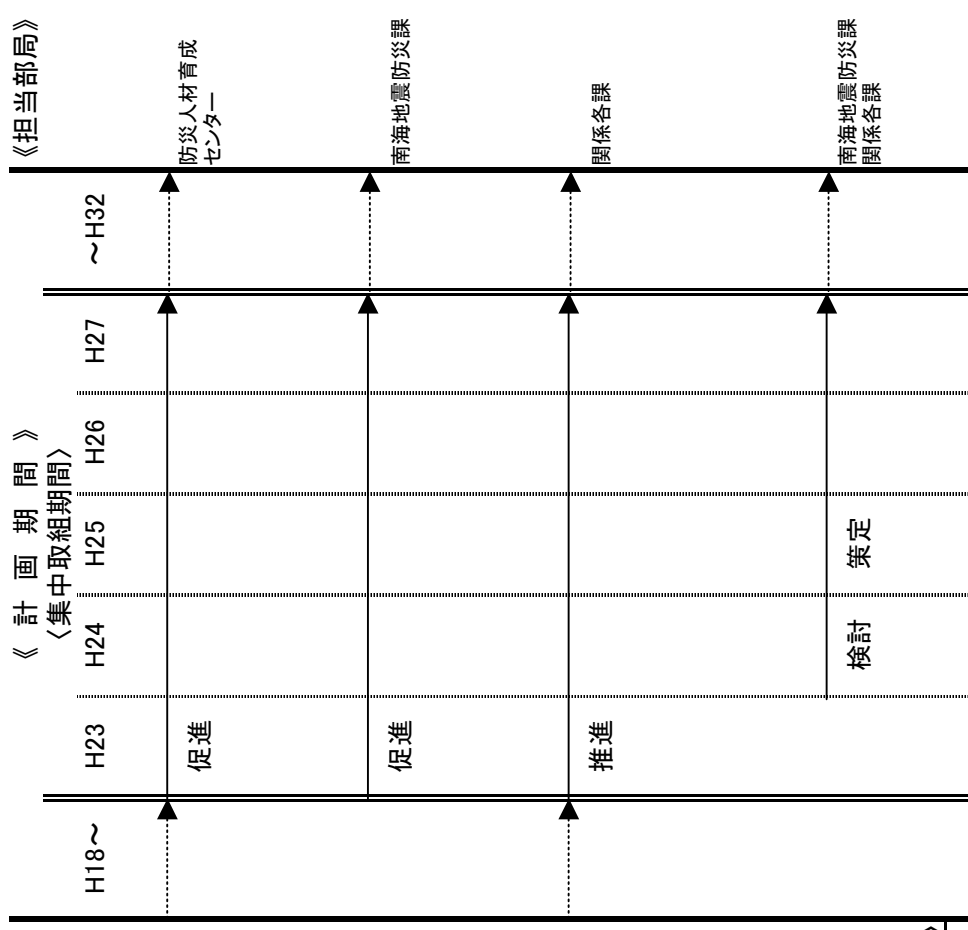 《 計 画 期 間 》
《担当部局》
〈集中取組期間〉
H18～
H23
H24
H25
H26
H27
～H32
促進
防災人材育成
センター
促進
南海地震防災課
推進
関係各課
検討
策定
南海地震防災課
関係各課